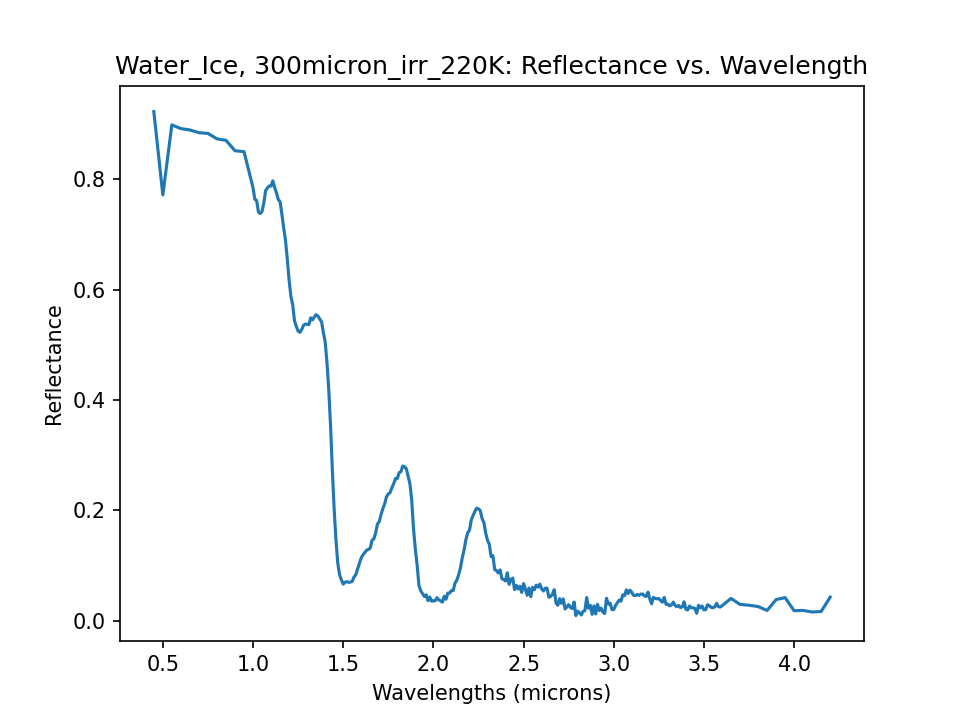 Water_Ice, 300micron_irr_220K: Reflectance vs. Wavelength
Reflectance
0.8
0.6
0.4
0.2
0.0
0.5 1.0 1.5 2.0 2.5 3.0 3.5 4.0
Wavelengths (microns)